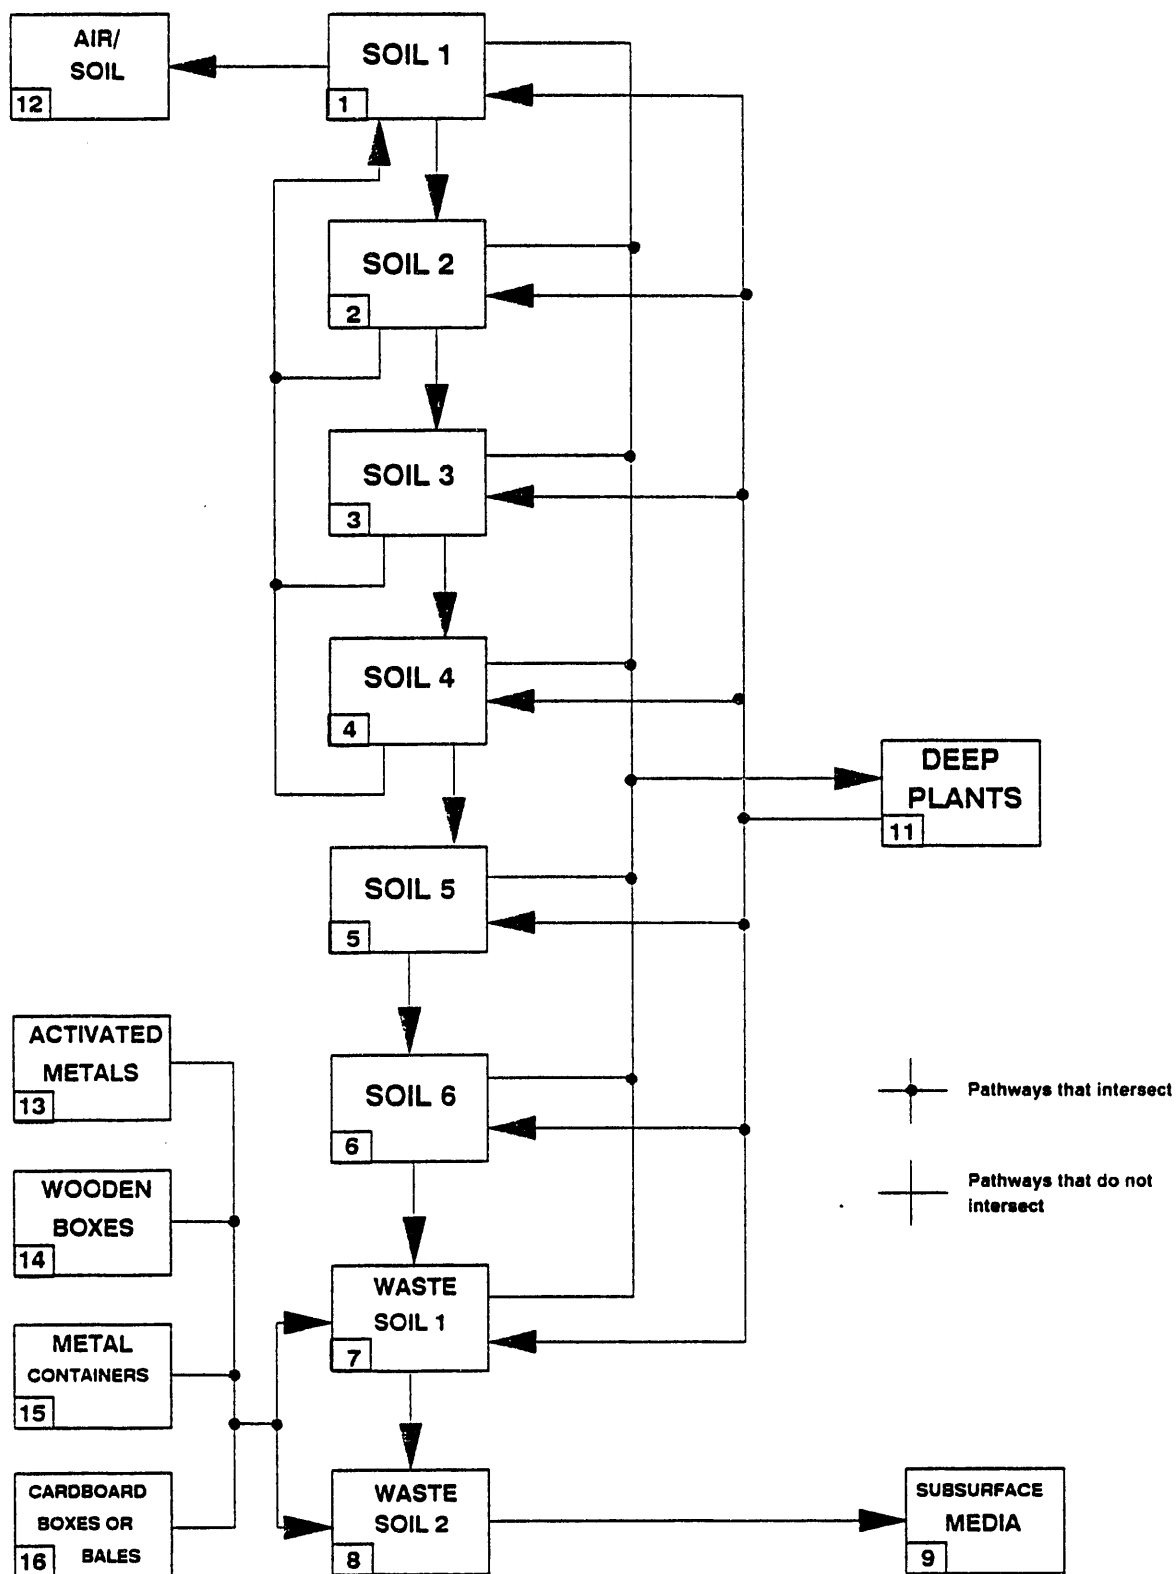 AIR/
SOIL
12
SOIL 1
1
SOIL 2
2
SOIL 3
3
SOIL 4
4
DEEP
PLANTS
11
SOIL 5
5
ACTIVATED
METALS
13
SOIL 6
6
Pathways that intersect
WOODEN
BOXES
14
Pathways that do not
intersect
WASTE
SOIL 1
7
METAL
CONTAINERS
15
CARDBOARD
BOXES OR
BALES
16
WASTE
SOIL 2
8
SUBSURFACE
MEDIA
9